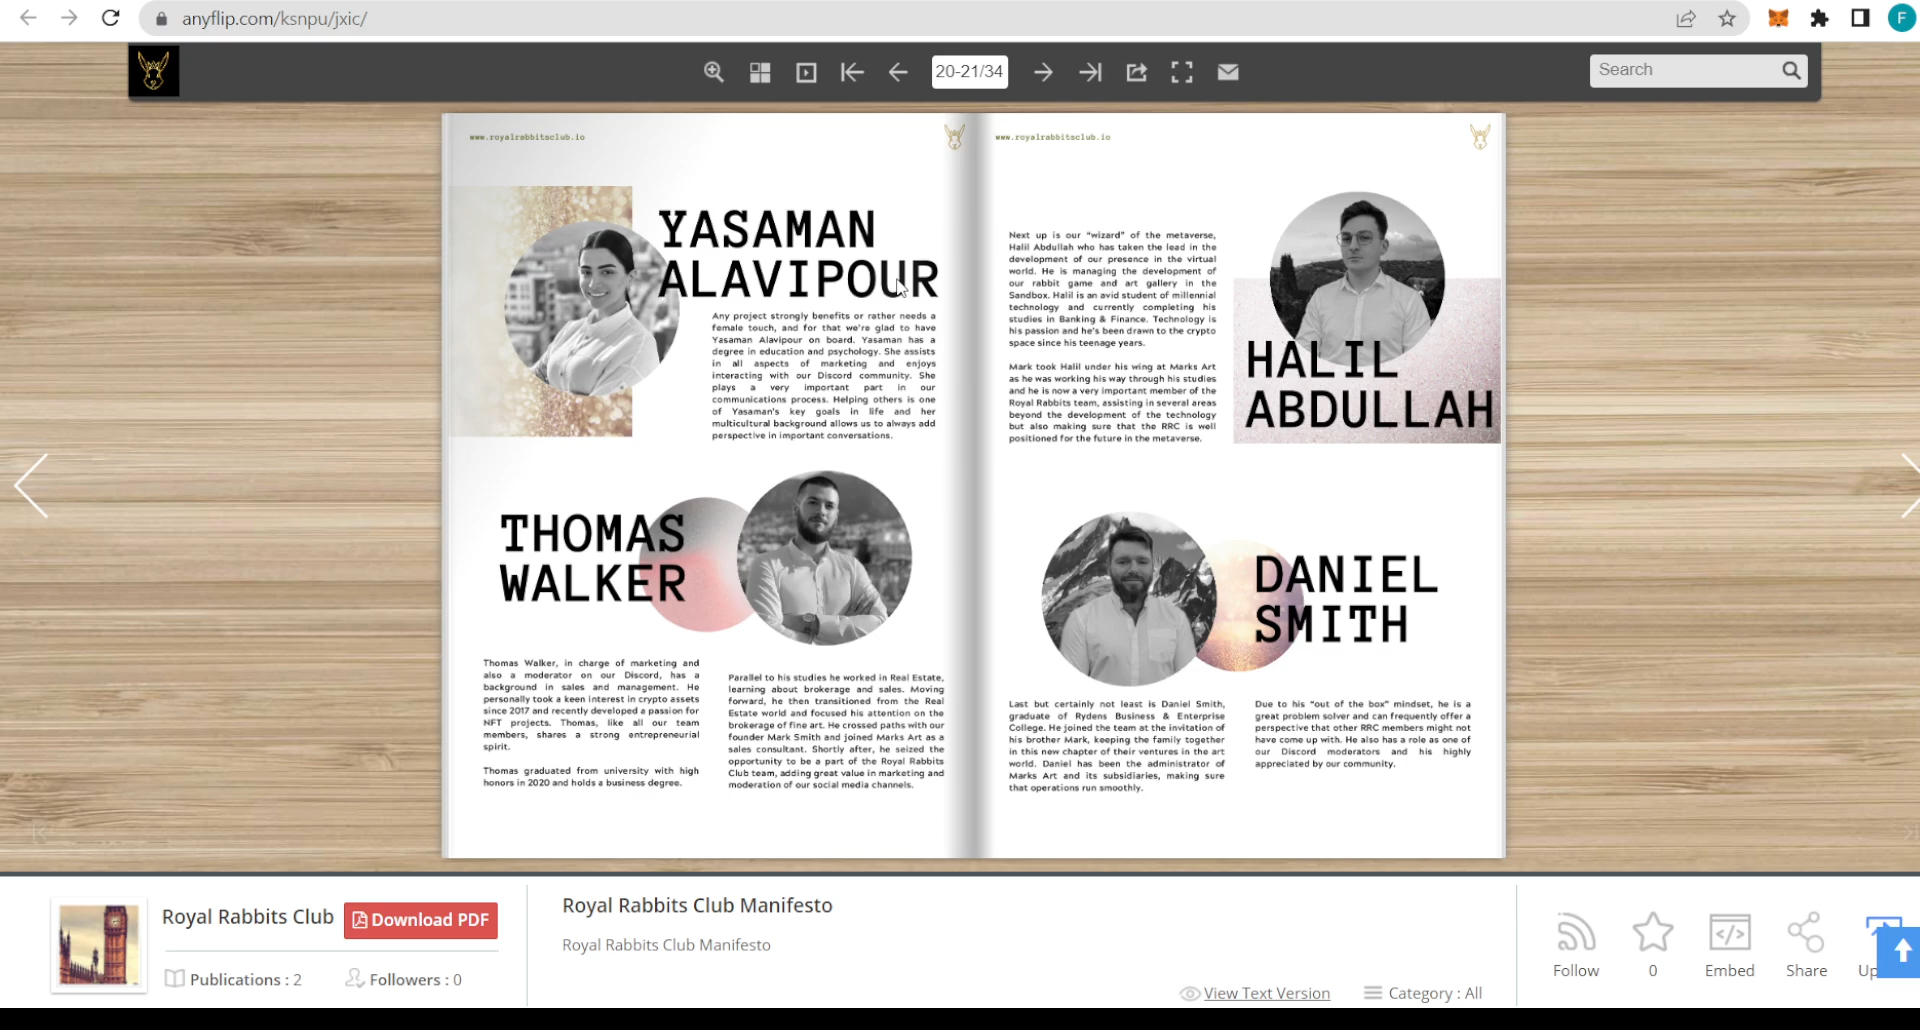 anyflip.com/ksnpu/jxic/
F
20-21/34
Search
www.royalrabbitsclub.io
YASAMAN
ALAVIPOUR
Any project strongly benefits or rather needs a
female touch, and for that we're glad to have
Yasaman Alavipour on board. Yasaman has a
degree in education and psychology. She assists
in all aspects of marketing and enjoys
interacting with our Discord community. She
plays a very important part in our
communications process. Helping others is one
of Yasaman's key goals in life and her
multicultural background allows us to always add
perspective in important conversations.
THOMAS
WALKER
Thomas Walker, in charge of marketing and
also a moderator on our Discord, has a
background in sales and management. He
personally took a keen interest in crypto assets
since 2017 and recently developed a passion for
NFT projects. Thomas, like all our team
members, shares a strong entrepreneurial
spirit.
Thomas graduated from university with high
honors in 2020 and holds a business degree.
Parallel to his studies he worked in Real Estate,
learning about brokerage and sales. Moving
forward, he then transitioned from the Real
Estate world and focused his attention on the
brokerage of fine art. He crossed paths with our
founder Mark Smith and joined Marks Art as a
sales consultant. Shortly after, he seized the
opportunity to be a part of the Royal Rabbits
Club team, adding great value in marketing and
moderation of our social media channels.
www.royalrabbitsclub.io
Next up is our "wizard" of the metaverse,
Halil Abdullah who has taken the lead in the
development of our presence in the virtual
world. He is managing the development of
our rabbit game and art gallery in the
Sandbox. Halil is an avid student of millennial
technology and currently completing his
studies in Banking & Finance. Technology is
his passion and he's been drawn to the crypto
space since his teenage years.
Mark took Halil under his wing at Marks Art
as he was working his way through his studies
and he is now a very important member of the
Royal Rabbits team, assisting in several areas
beyond the development of the technology
but also making sure that the RRC is well
positioned for the future in the metaverse.
HALIL
ABDULLAH
DANIEL
SMITH
Last but certainly not least is Daniel Smith,
graduate of Rydens Business & Enterprise
College. He joined the team at the invitation of
his brother Mark, keeping the family together
in this new chapter of their ventures in the art
world. Daniel has been the administrator of
Marks Art and its subsidiaries, making sure
that operations run smoothly.
Due to his "out of the box" mindset, he is a
great problem solver and can frequently offer a
perspective that other RRC members might not
have come up with. He also has a role as one of
our Discord moderators and his highly
appreciated by our community.
Royal Rabbits Club
Download PDF
Publications : 2
Followers : 0
Royal Rabbits Club Manifesto
Royal Rabbits Club Manifesto
View Text Version
Category : All
Follow
0
Embed
Share
Up